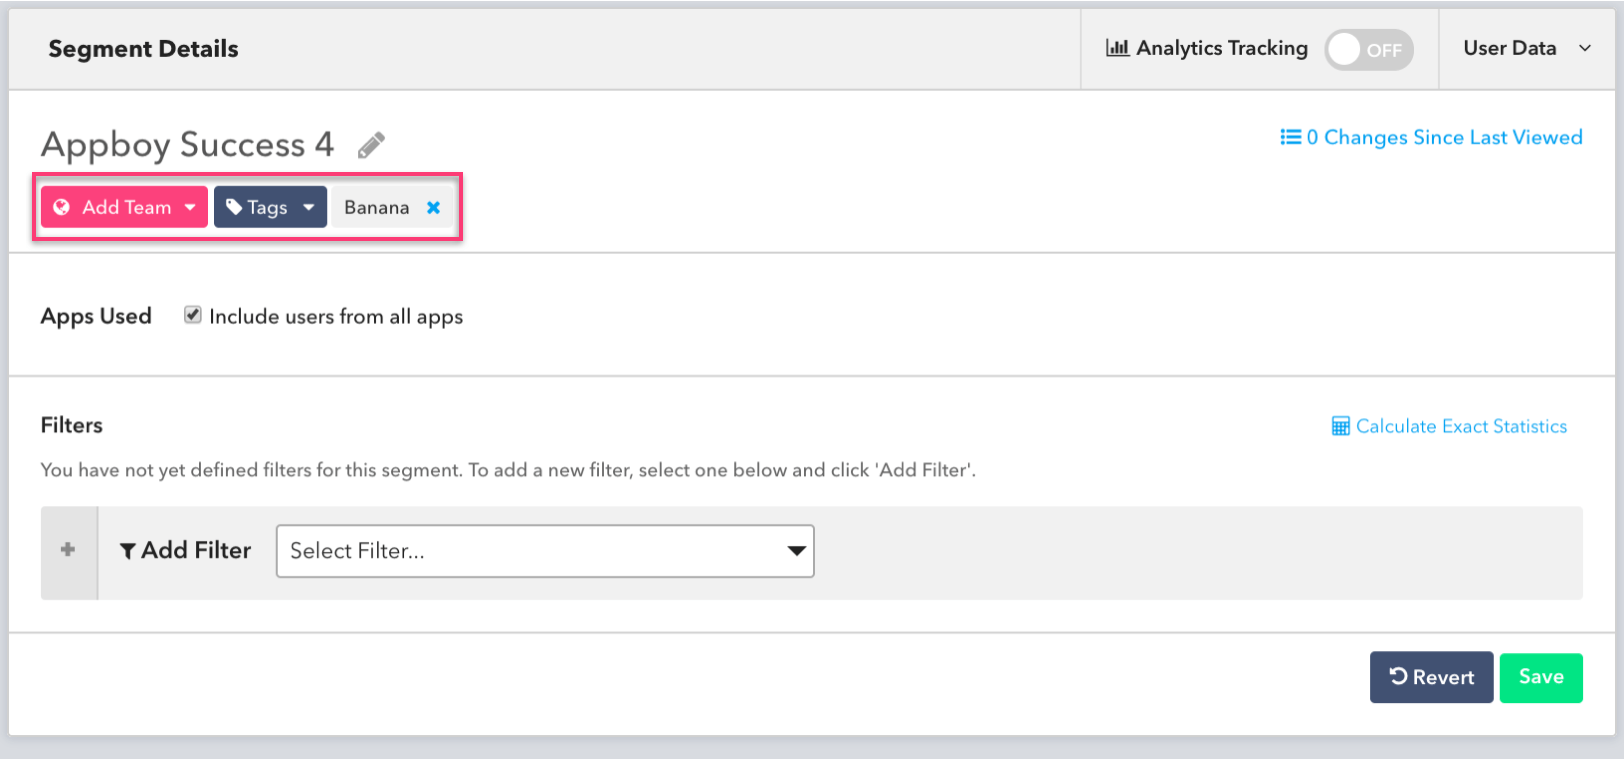 Segment Details
Analytics Tracking OFF
User Data
Appboy Success 4
0 Changes Since Last Viewed
Add Team
Tags
Banana
Apps Used
Include users from all apps
Filters
Calculate Exact Statistics
You have not yet defined filters for this segment. To add a new filter, select one below and click 'Add Filter'.
Add Filter
Select Filter...
Revert
Save